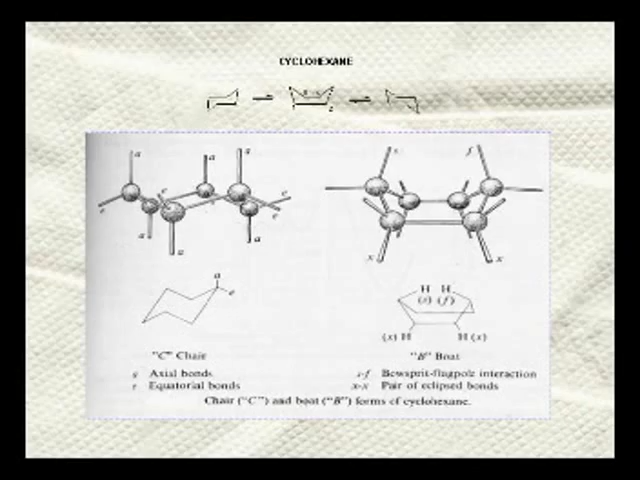 CYCLOHEXANE
a a a
e e e
a a a
s f
x x
a
e
H H
(s) (f)
(x) H H (x)
"C" Chair
"B" Boat
a Axial bonds
e Equatorial bonds
s-f Bowsprit-flagpole interaction
x-x Pair of eclipsed bonds
Chair ("C") and boat ("B") forms of cyclohexane.